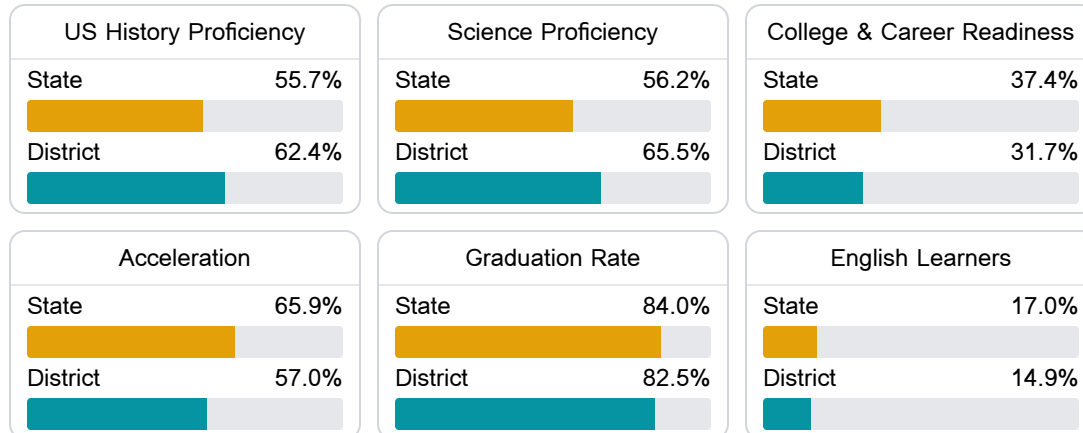 US History Proficiency
State 55.7%
District 62.4%
Science Proficiency
State 56.2%
District 65.5%
College & Career Readiness
State 37.4%
District 31.7%
Acceleration
State 65.9%
District 57.0%
Graduation Rate
State 84.0%
District 82.5%
English Learners
State 17.0%
District 14.9%